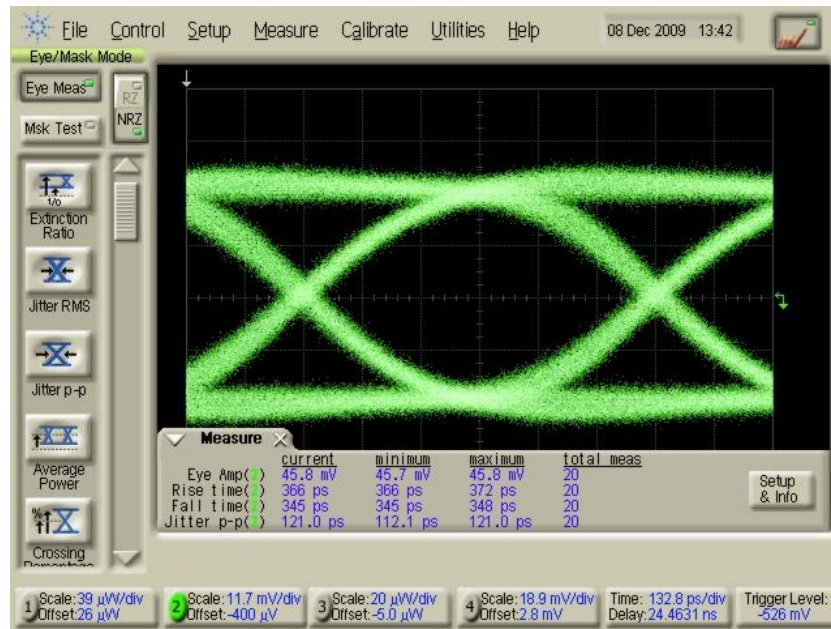 File Control Setup Measure Calibrate Utilities Help 08 Dec 2009 13:42
Eye/Mask Mode
Eye Meas
RZ
Msk Test
NRZ
1/0
Extinction
Ratio
Jitter RMS
Jitter p-p
Average
Power
%
Crossing
Percentage
Measure
current minimum maximum total meas
Eye Amp(2) 45.8 mV 45.7 mV 45.8 mV 20
Rise time(2) 366 ps 366 ps 372 ps 20
Fall time(2) 345 ps 345 ps 348 ps 20
Jitter p-p(2) 121.0 ps 112.1 ps 121.0 ps 20
Setup
& Info
1 Scale:39 µW/div
Offset:26 µW
2 Scale:11.7 mV/div
Offset:-400 µV
3 Scale:20 µW/div
Offset:-5.0 µW
4 Scale:18.9 mV/div
Offset:2.8 mV
Time: 132.8 ps/div
Delay:24.4631 ns
Trigger Level:
-526 mV